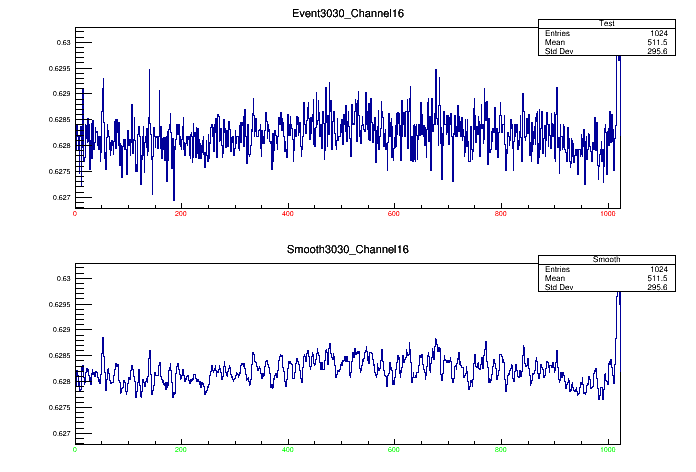 Event3030_Channel16
Test
Entries 1024
Mean 511.5
Std Dev 295.6
0.63
0.6295
0.629
0.6285
0.628
0.6275
0.627
0 200 400 600 800 1000
Smooth3030_Channel16
Smooth
Entries 1024
Mean 511.5
Std Dev 295.6
0.63
0.6295
0.629
0.6285
0.628
0.6275
0.627
0 200 400 600 800 1000